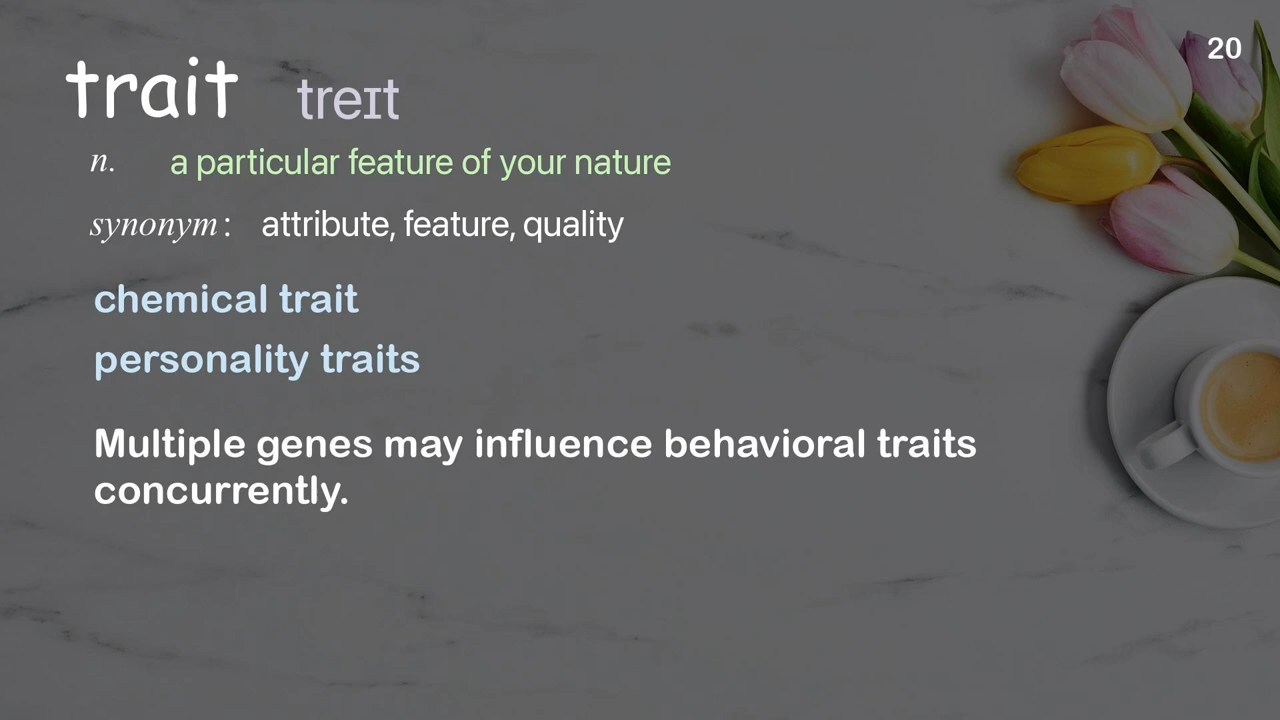 20
trait treɪt
n. a particular feature of your nature
synonym: attribute, feature, quality
chemical trait
personality traits
Multiple genes may influence behavioral traits
concurrently.